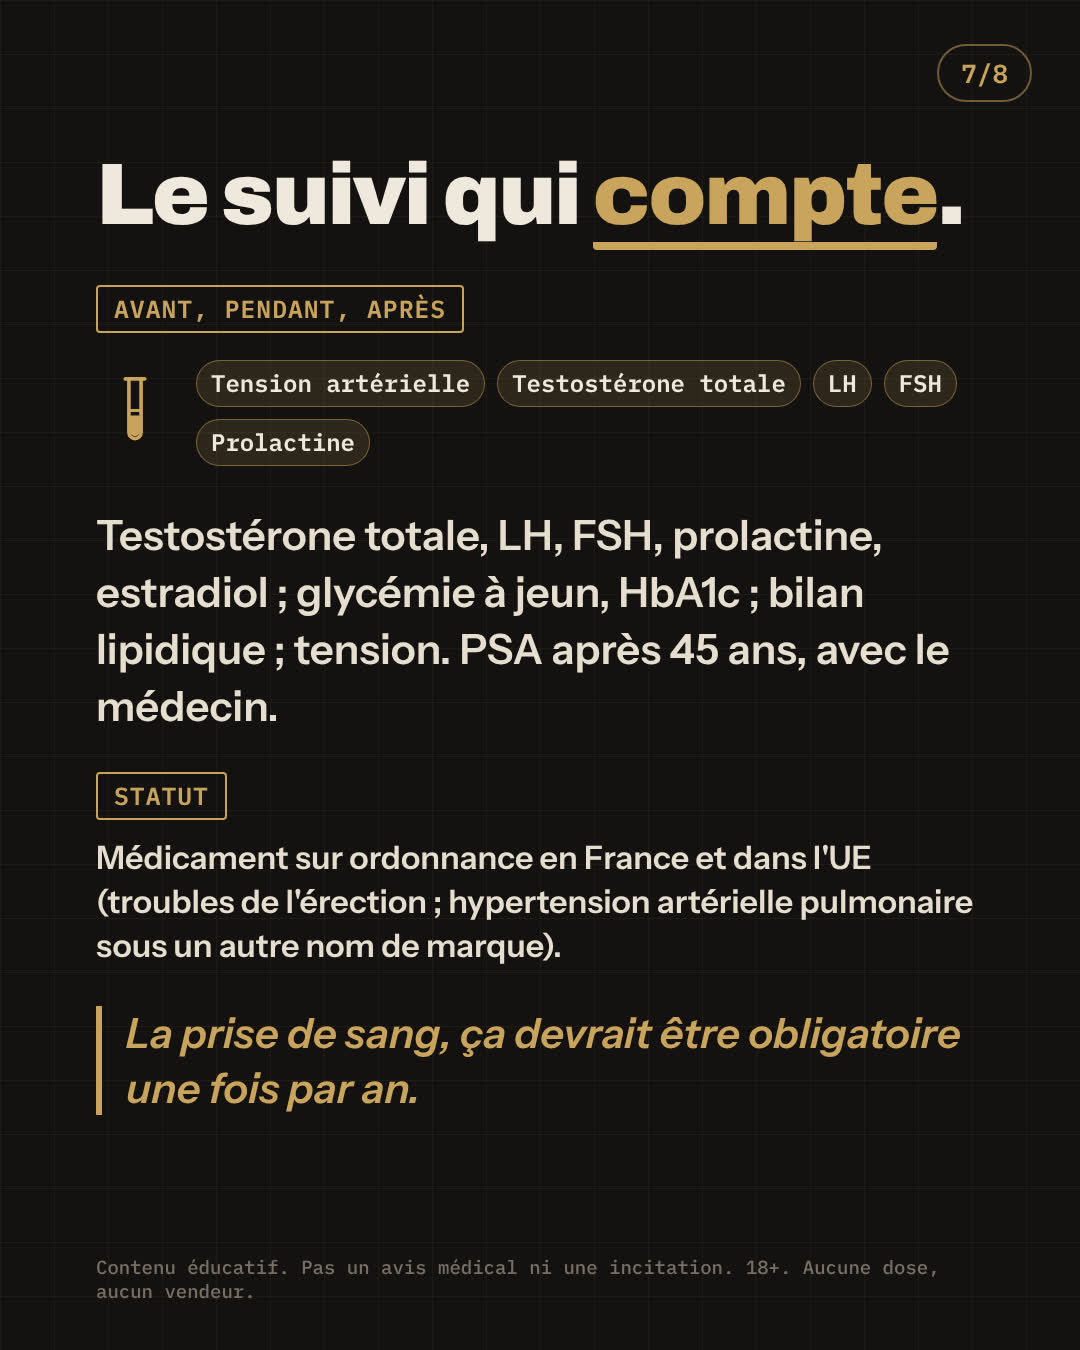 7/8
Le suivi qui compte.
AVANT, PENDANT, APRÈS
Tension artérielle Testostérone totale LH FSH
Prolactine
Testostérone totale, LH, FSH, prolactine,
estradiol ; glycémie à jeun, HbA1c ; bilan
lipidique ; tension. PSA après 45 ans, avec le
médecin.
STATUT
Médicament sur ordonnance en France et dans l'UE
(troubles de l'érection ; hypertension artérielle pulmonaire
sous un autre nom de marque).
La prise de sang, ça devrait être obligatoire
une fois par an.
Contenu éducatif. Pas un avis médical ni une incitation. 18+. Aucune dose,
aucun vendeur.